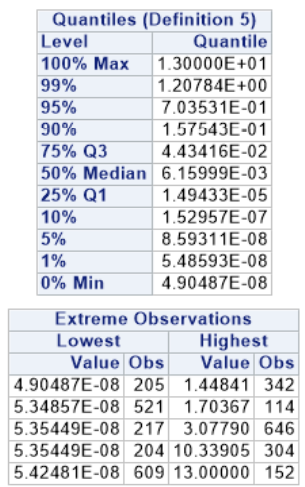 Quantiles (Definition 5)
Level Quantile
100% Max 1.30000E+01
99% 1.20784E+00
95% 7.03531E-01
90% 1.57543E-01
75% Q3 4.43416E-02
50% Median 6.15999E-03
25% Q1 1.49433E-05
10% 1.52957E-07
5% 8.59311E-08
1% 5.48593E-08
0% Min 4.90487E-08
Extreme Observations
Lowest Highest
Value Obs Value Obs
4.90487E-08 205 1.44841 342
5.34857E-08 521 1.70367 114
5.35449E-08 217 3.07790 646
5.35449E-08 204 10.33905 304
5.42481E-08 609 13.00000 152